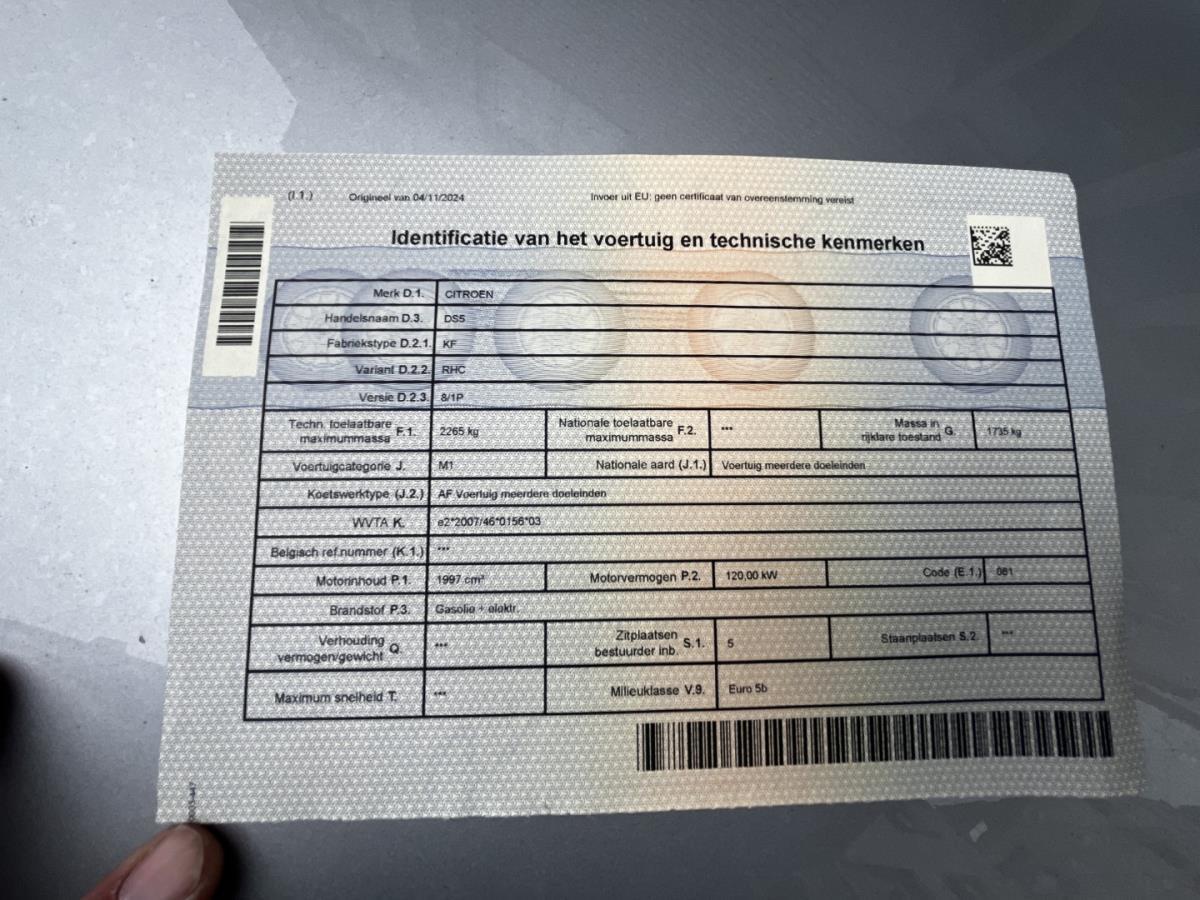 (I.1.) Origineel van 04/11/2024 Invoer uit EU: geen certificaat van overeenstemming vereist
Identificatie van het voertuig en technische kenmerken
Merk D.1. CITROEN
Handelsnaam D.3. DS5
Fabriekstype D.2.1. KF
Variant D.2.2. RHC
Versie D.2.3. 8/1P
Techn. toelaatbare maximummassa F.1. 2265 kg Nationale toelaatbare maximummassa F.2. *** Massa in rijklare toestand G. 1735 kg
Voertuigcategorie J. M1 Nationale aard (J.1.) Voertuig meerdere doeleinden
Koetswerktype (J.2.) AF Voertuig meerdere doeleinden
WVTA K. e2*2007/46*0156*03
Belgisch ref.nummer (K.1.) ***
Motorinhoud P.1. 1997 cm³ Motorvermogen P.2. 120,00 kW Code (E.1.) 081
Brandstof P.3. Gasolie + elektr.
Verhouding vermogen/gewicht Q. *** Zitplaatsen bestuurder inb. S.1. 5 Staanplaatsen S.2. ***
Maximum snelheid T. *** Milieuklasse V.9. Euro 5b